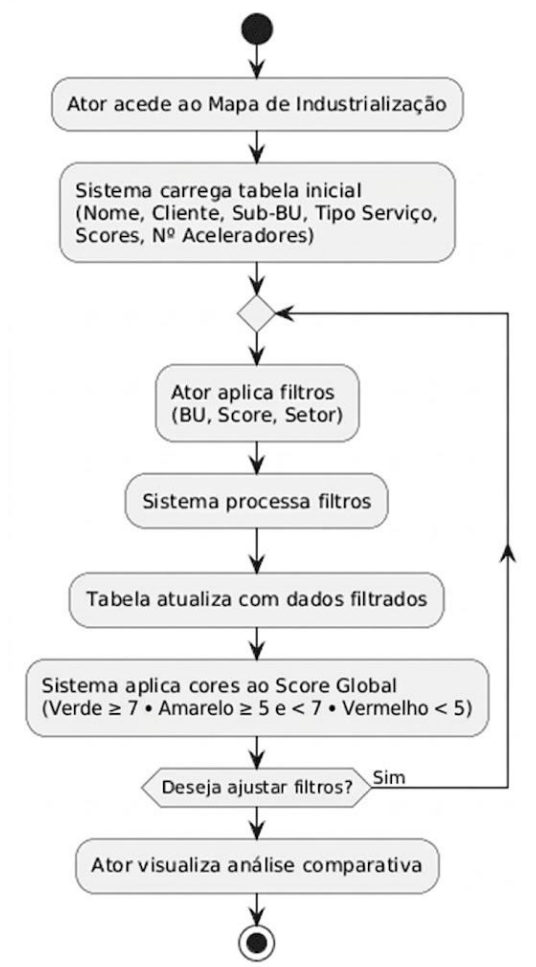 Ator acede ao Mapa de Industrialização
Sistema carrega tabela inicial
(Nome, Cliente, Sub-BU, Tipo Serviço,
Scores, Nº Aceleradores)
Ator aplica filtros
(BU, Score, Setor)
Sistema processa filtros
Tabela atualiza com dados filtrados
Sistema aplica cores ao Score Global
(Verde ≥ 7 • Amarelo ≥ 5 e < 7 • Vermelho < 5)
Deseja ajustar filtros?
Sim
Ator visualiza análise comparativa